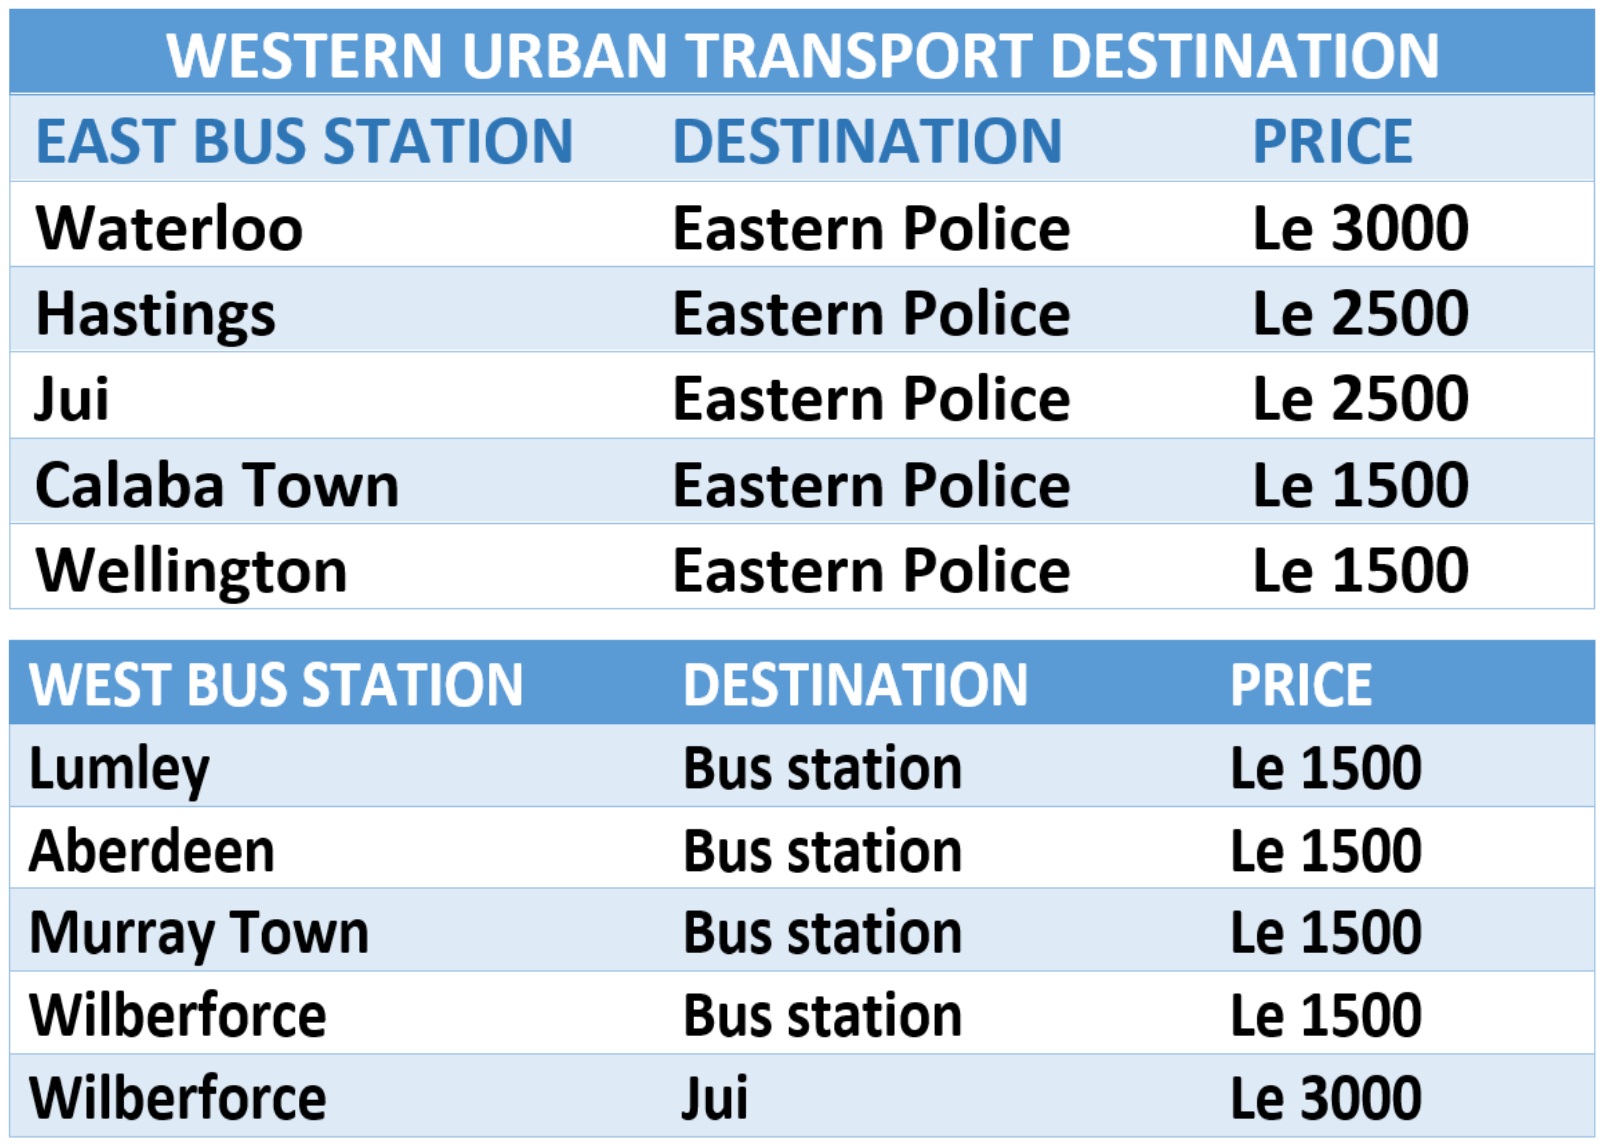 WESTERN URBAN TRANSPORT DESTINATION
EAST BUS STATION DESTINATION PRICE
Waterloo Eastern Police Le 3000
Hastings Eastern Police Le 2500
Jui Eastern Police Le 2500
Calaba Town Eastern Police Le 1500
Wellington Eastern Police Le 1500
WEST BUS STATION DESTINATION PRICE
Lumley Bus station Le 1500
Aberdeen Bus station Le 1500
Murray Town Bus station Le 1500
Wilberforce Bus station Le 1500
Wilberforce Jui Le 3000